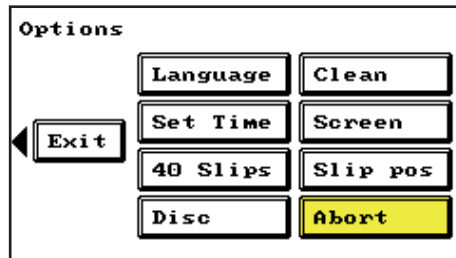 Options
Language Clean
Set Time Screen
Exit
40 Slips Slip pos
Disc Abort